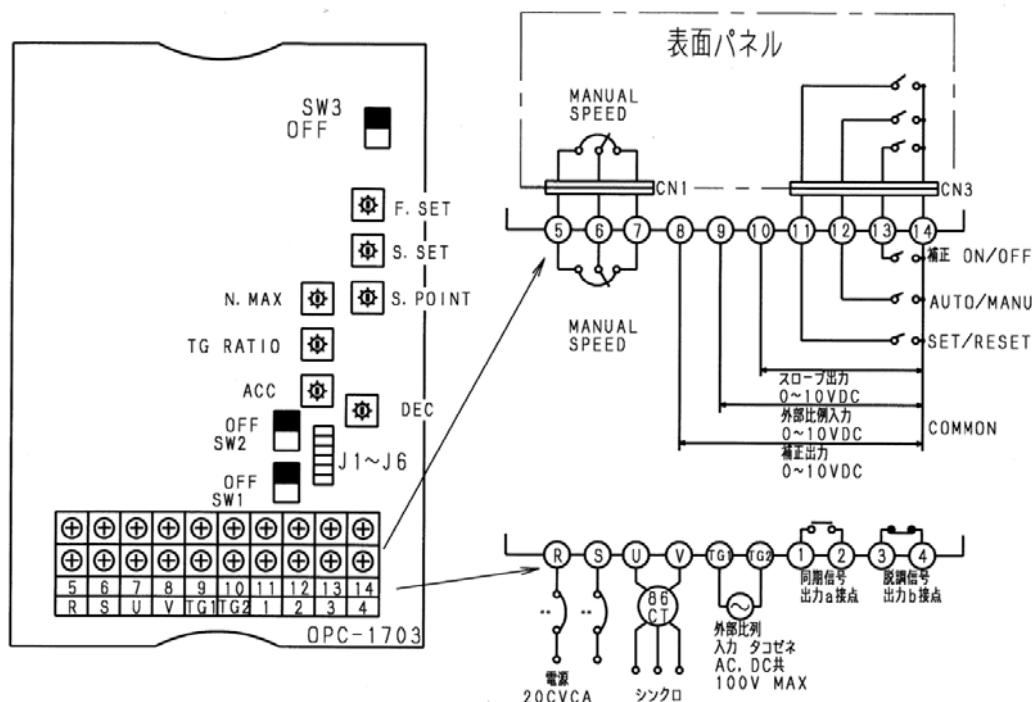 SW3
OFF
F. SET
S. SET
N. MAX
S. POINT
TG RATIO
ACC
DEC
OFF
SW2
J1~J6
OFF
SW1
5 6 7 8 9 10 11 12 13 14
R S U V TG1 TG2 1 2 3 4
OPC-1703
表面パネル
MANUAL
SPEED
CN1
CN3
5 6 7 8 9 10 11 12 13 14
補正 ON/OFF
AUTO/MANU
SET/RESET
MANUAL
SPEED
スロープ出力
0~10VDC
外部比例入力
0~10VDC
COMMON
補正出力
0~10VDC
R S U V TG1 TG2 1 2 3 4
86
CT
同期信号
出力a接点
脱調信号
出力b接点
外部比例
入力 タコゼネ
AC. DC共
100V MAX
電源
20CVCA
シンクロ